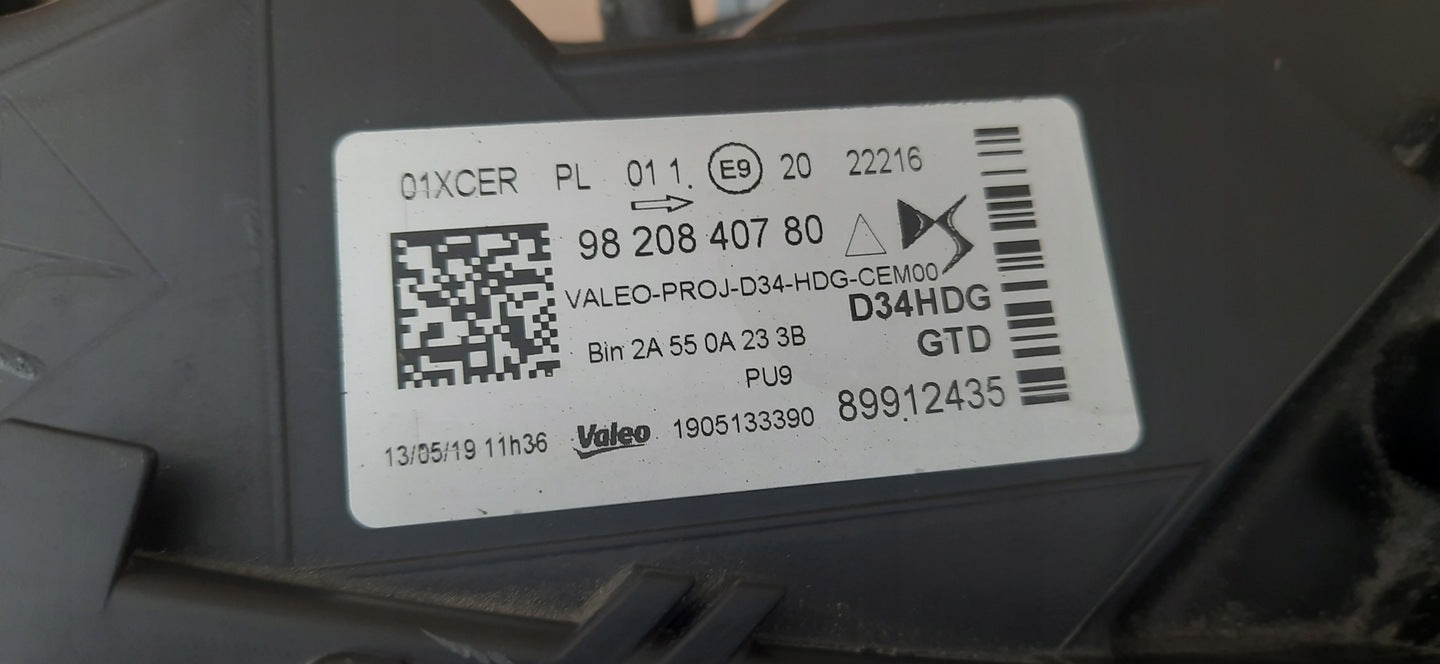 01XCER PL 01 1. E9 20 22216
98 208 407 80 DS
VALEO-PROJ-D34-HDG-CEM00
D34HDG
Bin 2A 55 0A 23 3B GTD
PU9
13/05/19 11h36 Valeo 1905133390 89912435